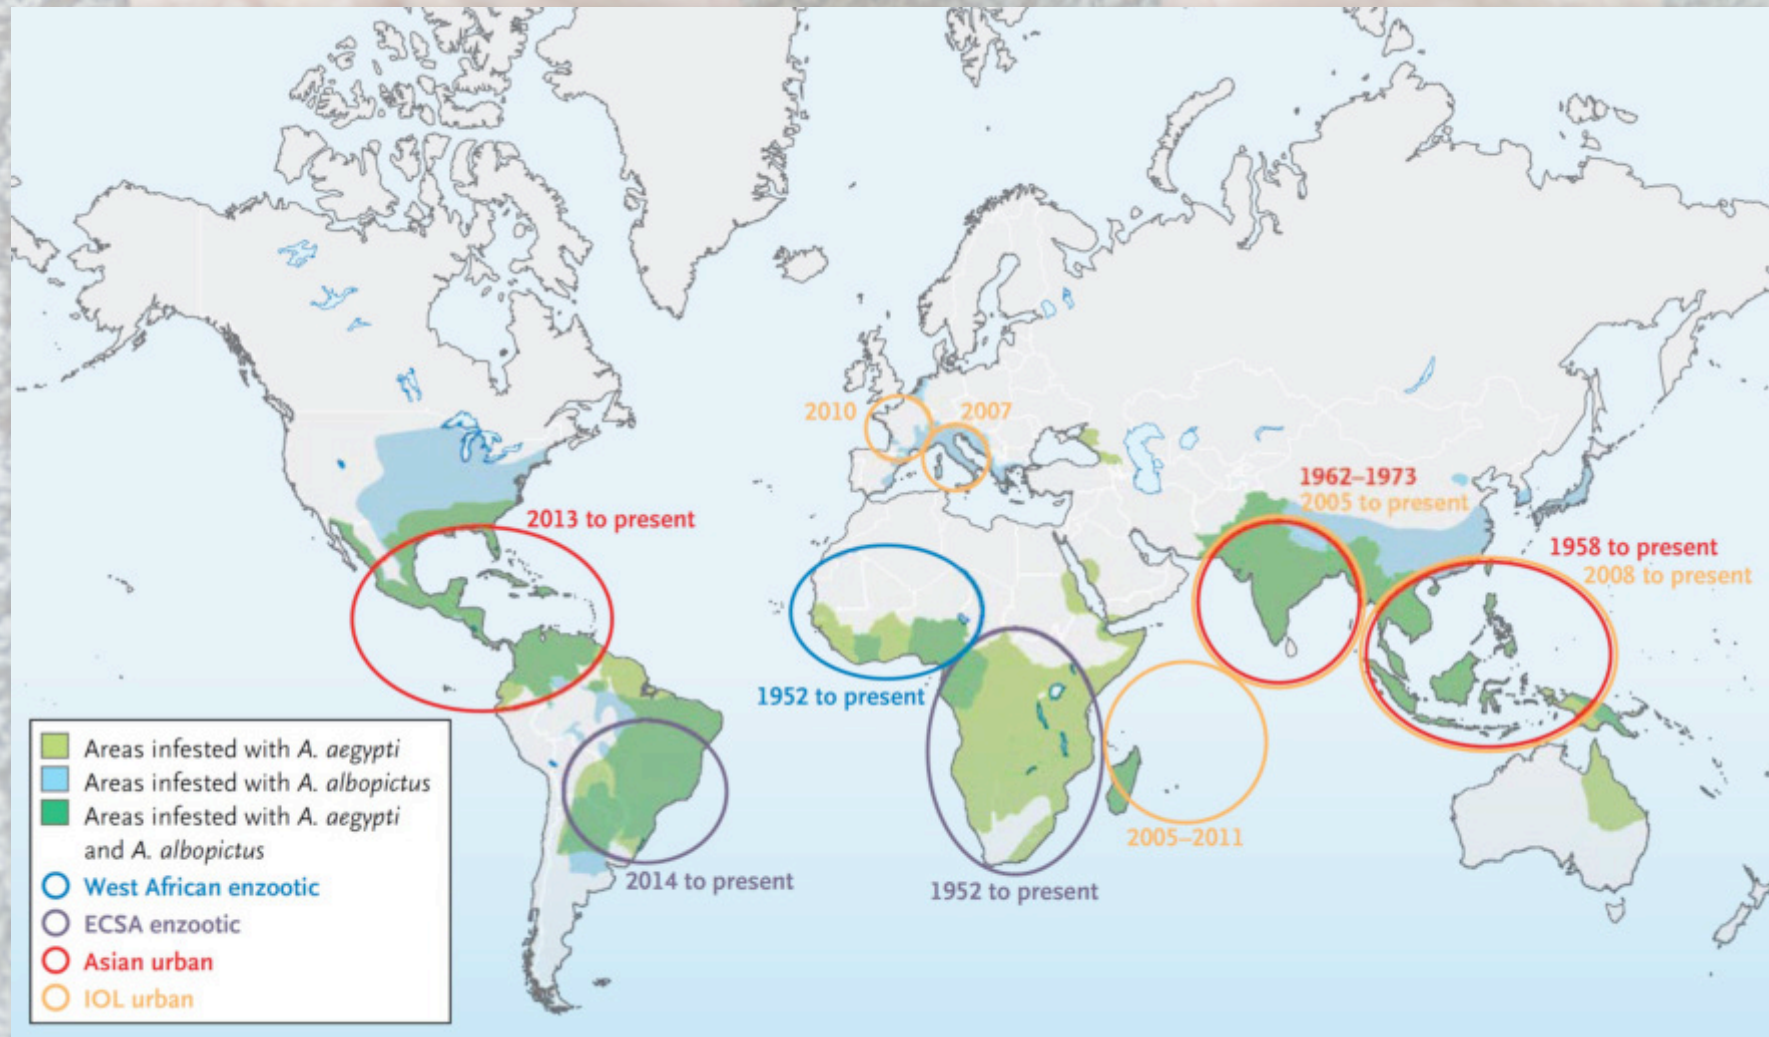 2010
2007
1962–1973
2005 to present
2013 to present
1958 to present
2008 to present
1952 to present
2005–2011
2014 to present
1952 to present
Areas infested with A. aegypti
Areas infested with A. albopictus
Areas infested with A. aegypti
and A. albopictus
West African enzootic
ECSA enzootic
Asian urban
IOL urban